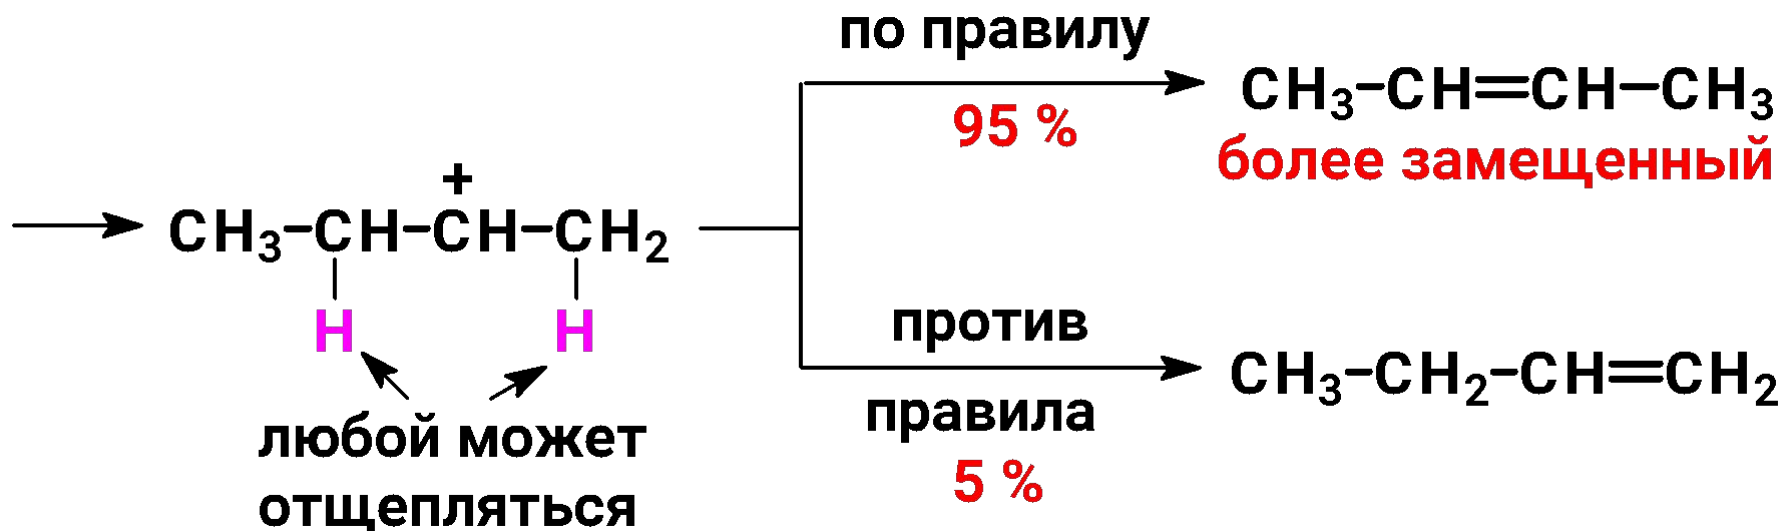 по правилу
95 %
CH₃–CH=CH–CH₃
более замещенный
+
CH₃–CH–CH–CH₂
H H
любой может
отщепляться
против
правила
5 %
CH₃–CH₂–CH=CH₂